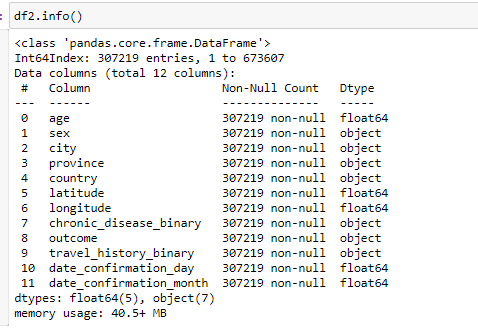 df2.info()
<class 'pandas.core.frame.DataFrame'>
Int64Index: 307219 entries, 1 to 673607
Data columns (total 12 columns):
 #   Column                  Non-Null Count   Dtype
---  ------                  --------------   -----
 0   age                     307219 non-null  float64
 1   sex                     307219 non-null  object
 2   city                    307219 non-null  object
 3   province                307219 non-null  object
 4   country                 307219 non-null  object
 5   latitude                307219 non-null  float64
 6   longitude               307219 non-null  float64
 7   chronic_disease_binary  307219 non-null  object
 8   outcome                 307219 non-null  object
 9   travel_history_binary   307219 non-null  object
 10  date_confirmation_day   307219 non-null  float64
 11  date_confirmation_month  307219 non-null  float64
dtypes: float64(5), object(7)
memory usage: 40.5+ MB